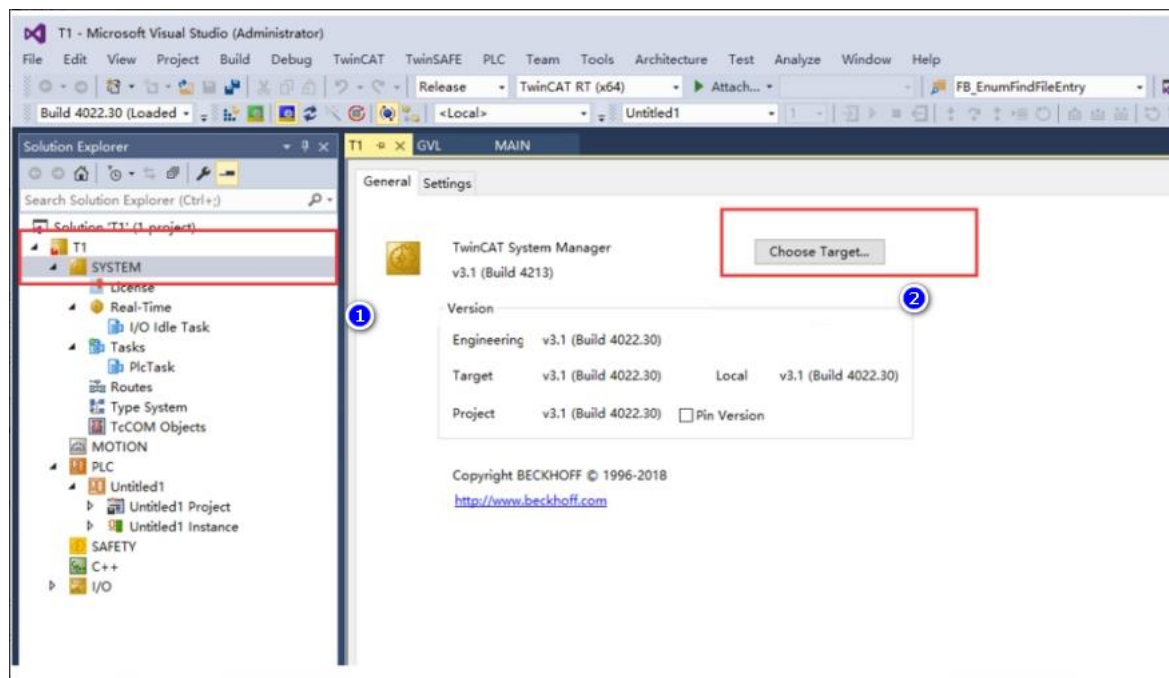 T1 - Microsoft Visual Studio (Administrator)
File Edit View Project Build Debug TwinCAT TwinSAFE PLC Team Tools Architecture Test Analyze Window Help
Release TwinCAT RT (x64) Attach... FB_EnumFindFileEntry
Build 4022.30 (Loaded <Local> Untitled1 1
Solution Explorer
T1 GVL MAIN
Search Solution Explorer (Ctrl+;)
General Settings
Solution 'T1' (1 project)
T1
SYSTEM
License
Real-Time
I/O Idle Task
Tasks
PlcTask
Routes
Type System
TcCOM Objects
MOTION
PLC
Untitled1
Untitled1 Project
Untitled1 Instance
SAFETY
C++
I/O
1
TwinCAT System Manager
v3.1 (Build 4213)
Choose Target...
2
Version
Engineering v3.1 (Build 4022.30)
Target v3.1 (Build 4022.30) Local v3.1 (Build 4022.30)
Project v3.1 (Build 4022.30) Pin Version
Copyright BECKHOFF © 1996-2018
http://www.beckhoff.com